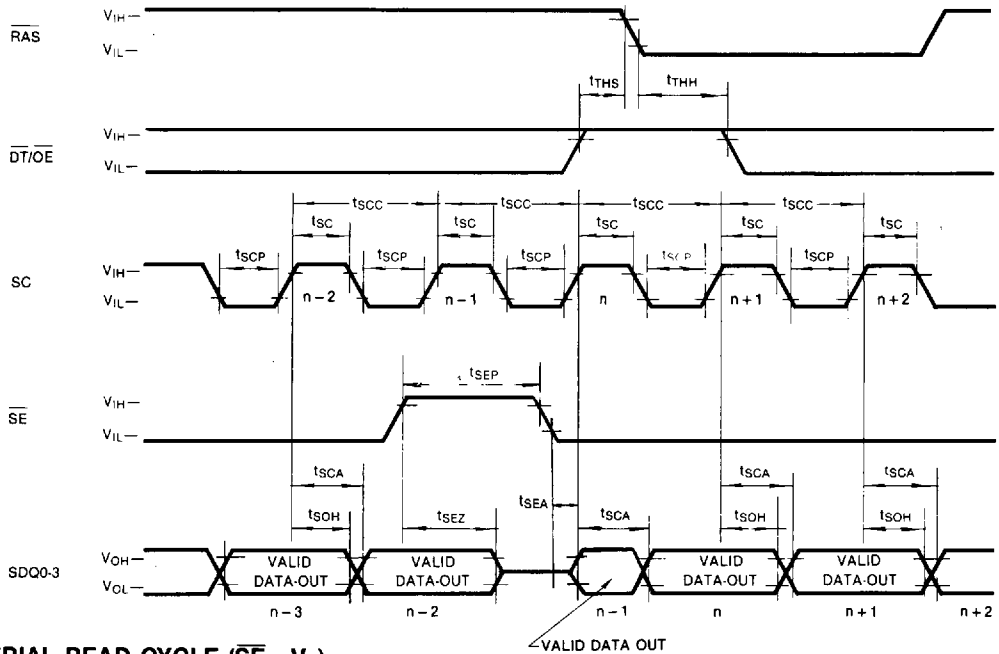 RAS
VIH
VIL
tTHS
tTHH
DT/OE
VIH
VIL
tSCC
tSCC
tSCC
tSCC
tSC
tSC
tSC
tSC
tSC
tSCP
tSCP
tSCP
tSCP
tSCP
SC
VIH
VIL
n-2
n-1
n
n+1
n+2
tSEP
SE
VIH
VIL
tSCA
tSCA
tSCA
tSEA
tSOH
tSEZ
tSCA
tSOH
tSOH
SDQ0-3
VOH
VOL
VALID DATA-OUT
VALID DATA-OUT
VALID DATA-OUT
VALID DATA-OUT
n-3
n-2
n-1
n
n+1
n+2
VALID DATA OUT